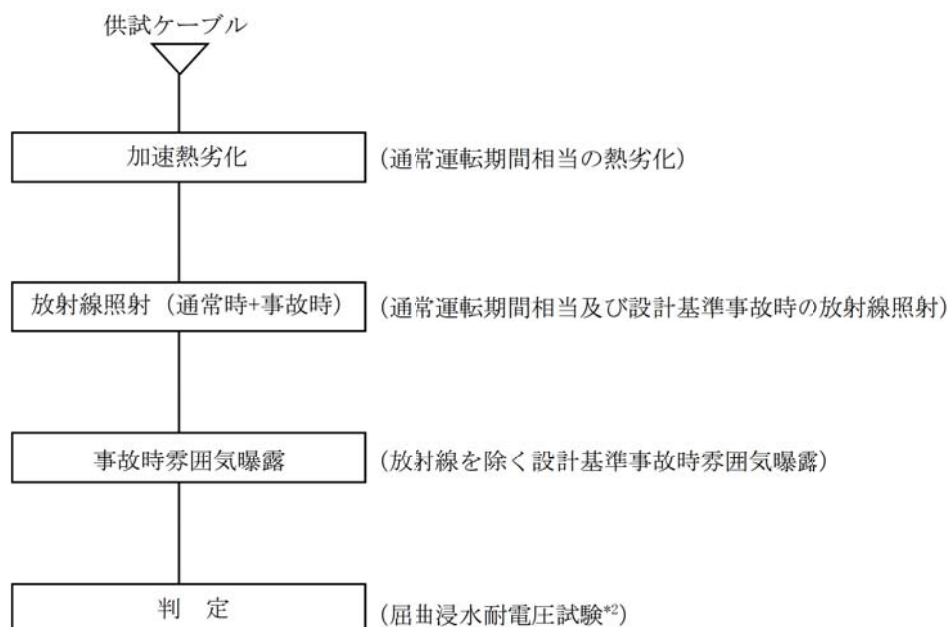 供試ケーブル
加速熱劣化 (通常運転期間相当の熱劣化)
放射線照射 (通常時+事故時) (通常運転期間相当及び設計基準事故時の放射線照射)
事故時雰囲気曝露 (放射線を除く設計基準事故時雰囲気曝露)
判 定 (屈曲浸水耐電圧試験*2)